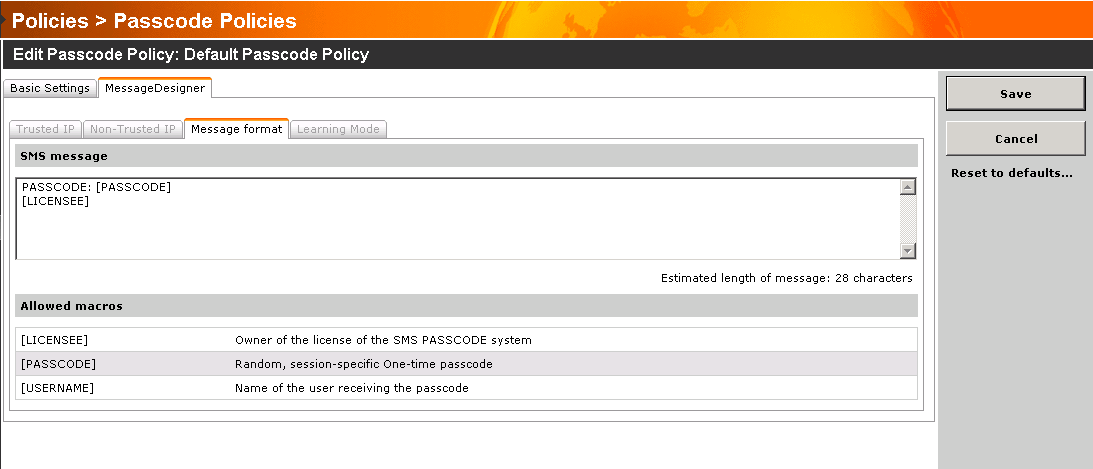 Policies > Passcode Policies
Edit Passcode Policy: Default Passcode Policy
Basic Settings MessageDesigner
Save
Trusted IP Non-Trusted IP Message format Learning Mode
Cancel
SMS message
Reset to defaults...
PASSCODE: [PASSCODE]
[LICENSEE]
Estimated length of message: 28 characters
Allowed macros
[LICENSEE] Owner of the license of the SMS PASSCODE system
[PASSCODE] Random, session-specific One-time passcode
[USERNAME] Name of the user receiving the passcode